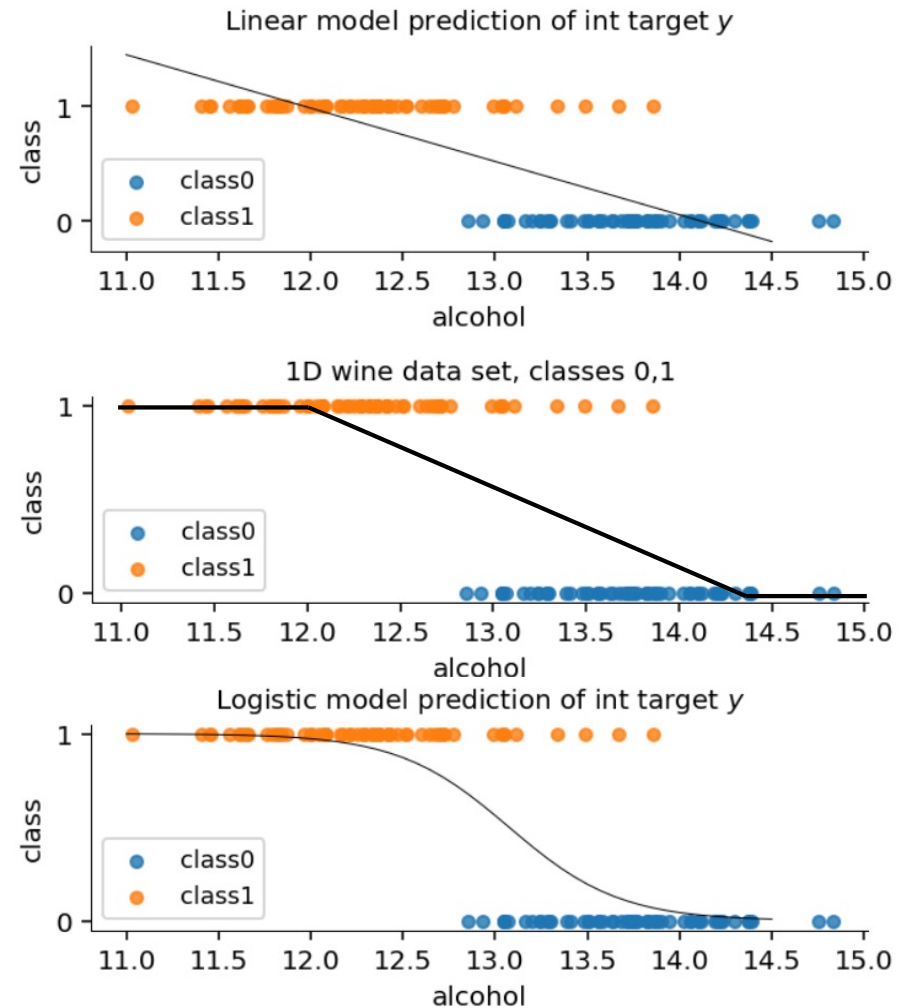 Linear model prediction of int target y
1
0
class
class0
class1
11.0 11.5 12.0 12.5 13.0 13.5 14.0 14.5 15.0
alcohol
1D wine data set, classes 0,1
1
0
class
class0
class1
11.0 11.5 12.0 12.5 13.0 13.5 14.0 14.5 15.0
alcohol
Logistic model prediction of int target y
1
0
class
class0
class1
11.0 11.5 12.0 12.5 13.0 13.5 14.0 14.5 15.0
alcohol